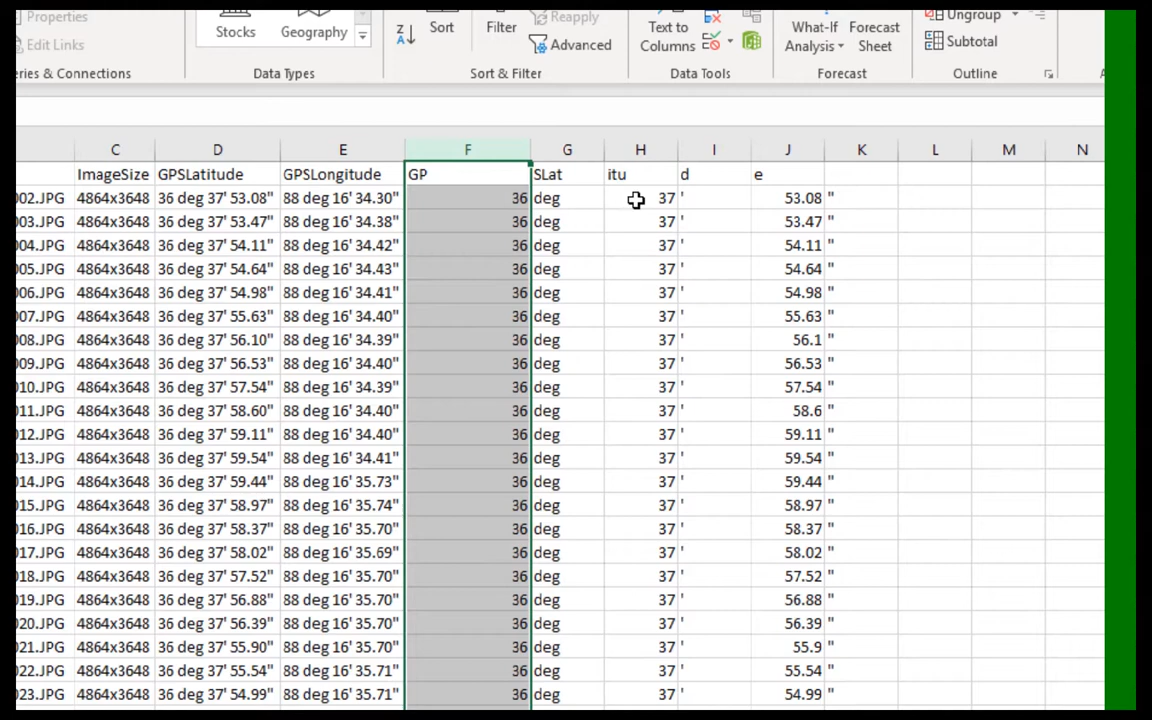 Properties
Edit Links
eries & Connections
Stocks
Geography
Data Types
Z A
Sort
Filter
Reapply
Advanced
Sort & Filter
Text to
Columns
Data Tools
What-If
Analysis
Forecast
Sheet
Forecast
Ungroup
Subtotal
Outline
C D E F G H I J K L M N
ImageSize GPSLatitude GPSLongitude GP SLat itu d e
002.JPG 4864x3648 36 deg 37' 53.08" 88 deg 16' 34.30" 36 deg 37 ' 53.08 "
003.JPG 4864x3648 36 deg 37' 53.47" 88 deg 16' 34.38" 36 deg 37 ' 53.47 "
004.JPG 4864x3648 36 deg 37' 54.11" 88 deg 16' 34.42" 36 deg 37 ' 54.11 "
005.JPG 4864x3648 36 deg 37' 54.64" 88 deg 16' 34.43" 36 deg 37 ' 54.64 "
006.JPG 4864x3648 36 deg 37' 54.98" 88 deg 16' 34.41" 36 deg 37 ' 54.98 "
007.JPG 4864x3648 36 deg 37' 55.63" 88 deg 16' 34.40" 36 deg 37 ' 55.63 "
008.JPG 4864x3648 36 deg 37' 56.10" 88 deg 16' 34.39" 36 deg 37 ' 56.1 "
009.JPG 4864x3648 36 deg 37' 56.53" 88 deg 16' 34.40" 36 deg 37 ' 56.53 "
010.JPG 4864x3648 36 deg 37' 57.54" 88 deg 16' 34.39" 36 deg 37 ' 57.54 "
011.JPG 4864x3648 36 deg 37' 58.60" 88 deg 16' 34.40" 36 deg 37 ' 58.6 "
012.JPG 4864x3648 36 deg 37' 59.11" 88 deg 16' 34.40" 36 deg 37 ' 59.11 "
013.JPG 4864x3648 36 deg 37' 59.54" 88 deg 16' 34.41" 36 deg 37 ' 59.54 "
014.JPG 4864x3648 36 deg 37' 59.44" 88 deg 16' 35.73" 36 deg 37 ' 59.44 "
015.JPG 4864x3648 36 deg 37' 58.97" 88 deg 16' 35.74" 36 deg 37 ' 58.97 "
016.JPG 4864x3648 36 deg 37' 58.37" 88 deg 16' 35.70" 36 deg 37 ' 58.37 "
017.JPG 4864x3648 36 deg 37' 58.02" 88 deg 16' 35.69" 36 deg 37 ' 58.02 "
018.JPG 4864x3648 36 deg 37' 57.52" 88 deg 16' 35.70" 36 deg 37 ' 57.52 "
019.JPG 4864x3648 36 deg 37' 56.88" 88 deg 16' 35.70" 36 deg 37 ' 56.88 "
020.JPG 4864x3648 36 deg 37' 56.39" 88 deg 16' 35.70" 36 deg 37 ' 56.39 "
021.JPG 4864x3648 36 deg 37' 55.90" 88 deg 16' 35.70" 36 deg 37 ' 55.9 "
022.JPG 4864x3648 36 deg 37' 55.54" 88 deg 16' 35.71" 36 deg 37 ' 55.54 "
023.JPG 4864x3648 36 deg 37' 54.99" 88 deg 16' 35.71" 36 deg 37 ' 54.99 "